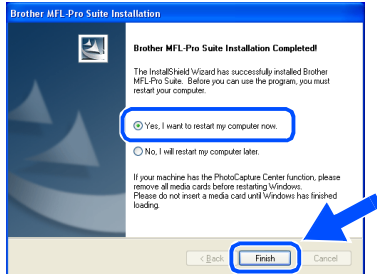 Brother MFL-Pro Suite Installation
Brother MFL-Pro Suite Installation Completed!
The InstallShield Wizard has successfully installed Brother
MFL-Pro Suite. Before you can use the program, you must
restart your computer.
Yes, I want to restart my computer now.
No, I will restart my computer later.
If your machine has the PhotoCapture Center function, please
remove all media cards before restarting Windows.
Please do not insert a media card until Windows has finished
loading.
< Back Finish Cancel